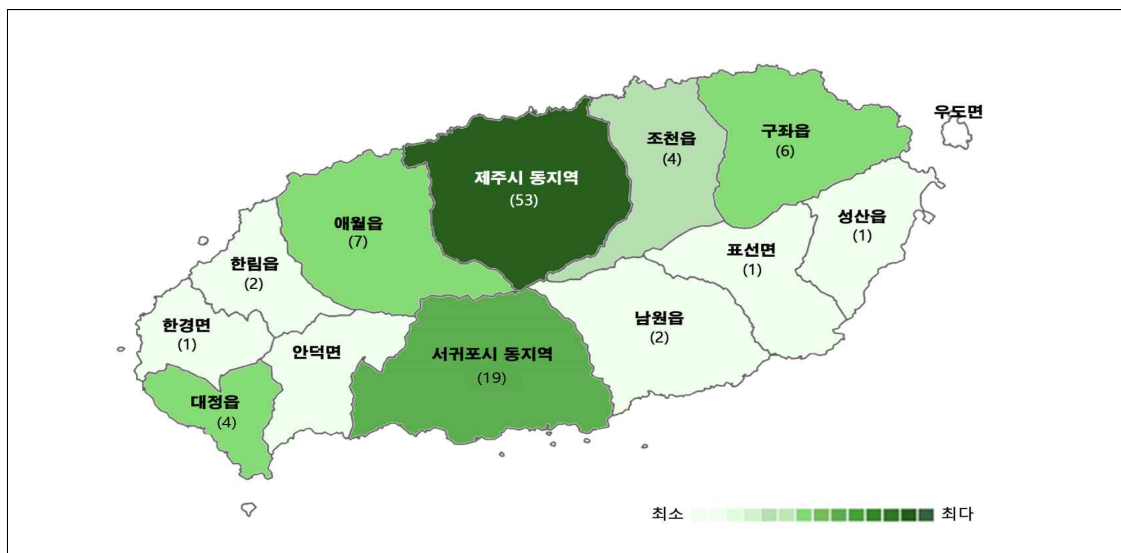 우도면
구좌읍
(6)
조천읍
(4)
제주시 동지역
(53)
성산읍
(1)
애월읍
(7)
표선면
(1)
한림읍
(2)
남원읍
(2)
한경면
(1)
안덕면
서귀포시 동지역
(19)
대정읍
(4)
최소 최다